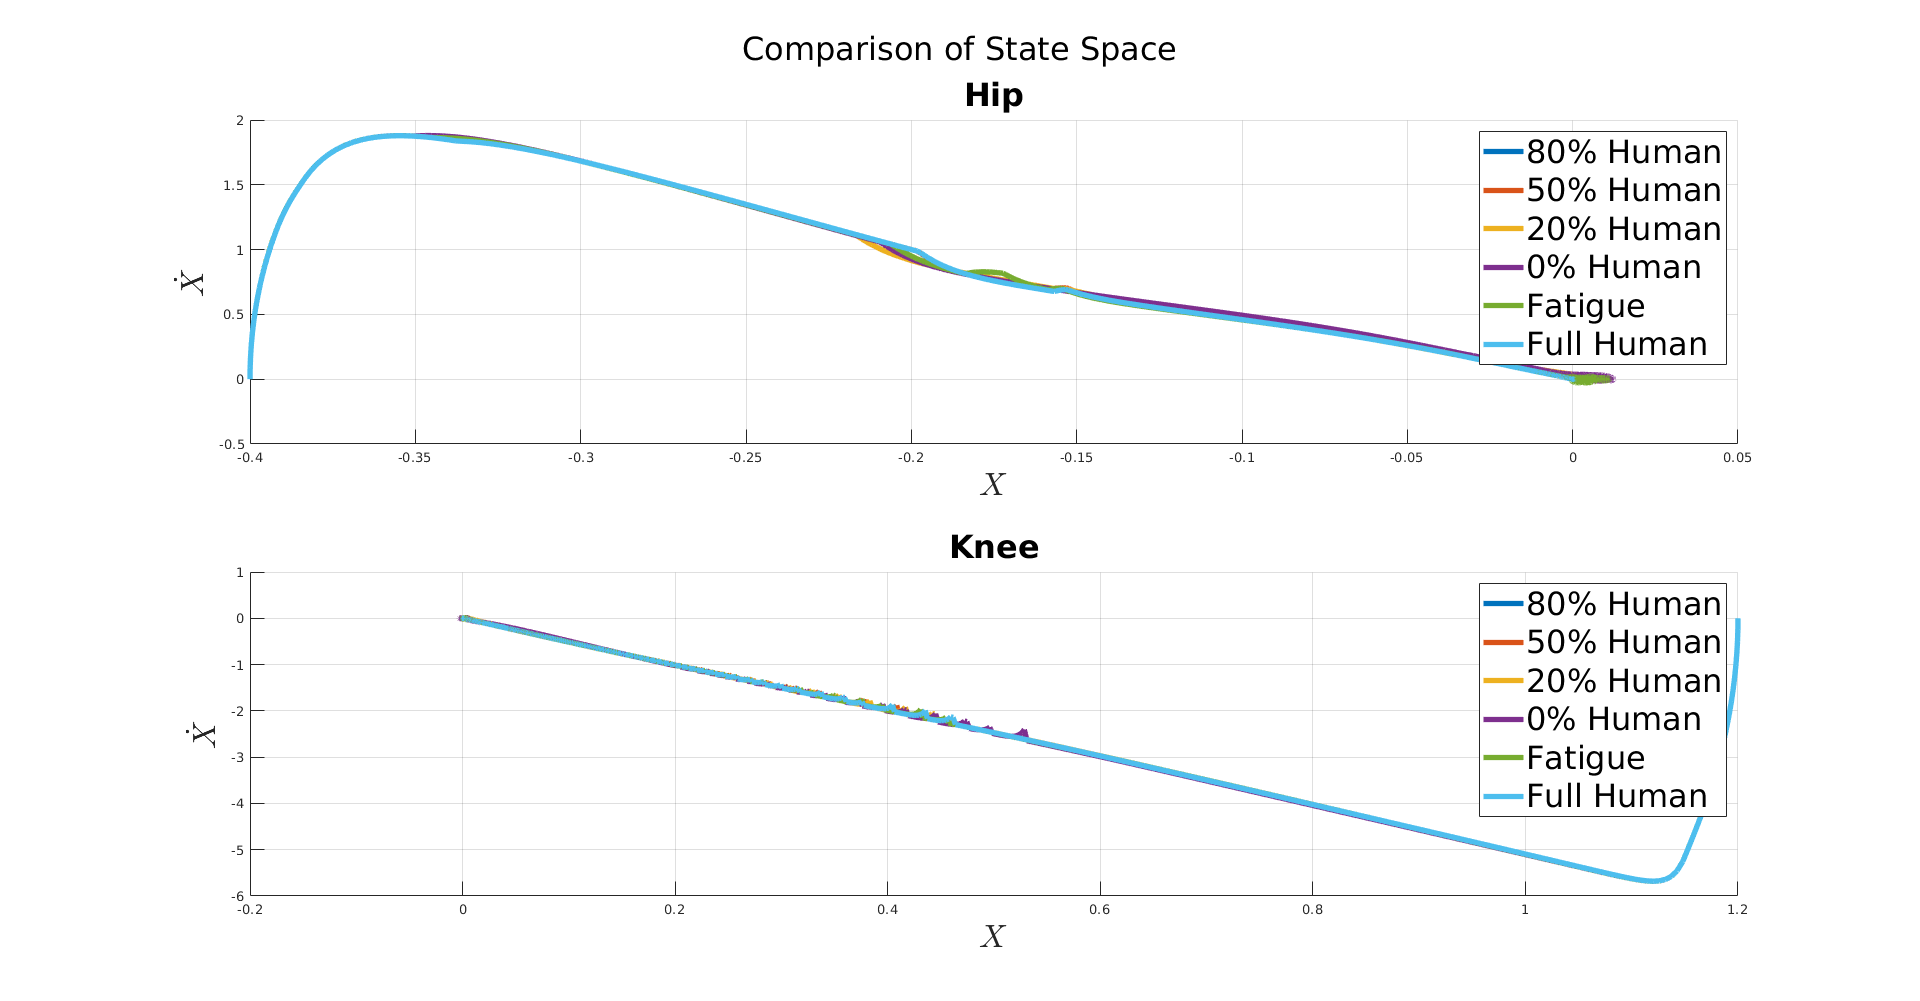 Comparison of State Space
Hip
2
1.5
1
0.5
0
-0.5
Ẋ
-0.4 -0.35 -0.3 -0.25 -0.2 -0.15 -0.1 -0.05 0 0.05
X
80% Human
50% Human
20% Human
0% Human
Fatigue
Full Human
Knee
1
0
-1
-2
-3
-4
-5
-6
Ẋ
-0.2 0 0.2 0.4 0.6 0.8 1 1.2
X
80% Human
50% Human
20% Human
0% Human
Fatigue
Full Human